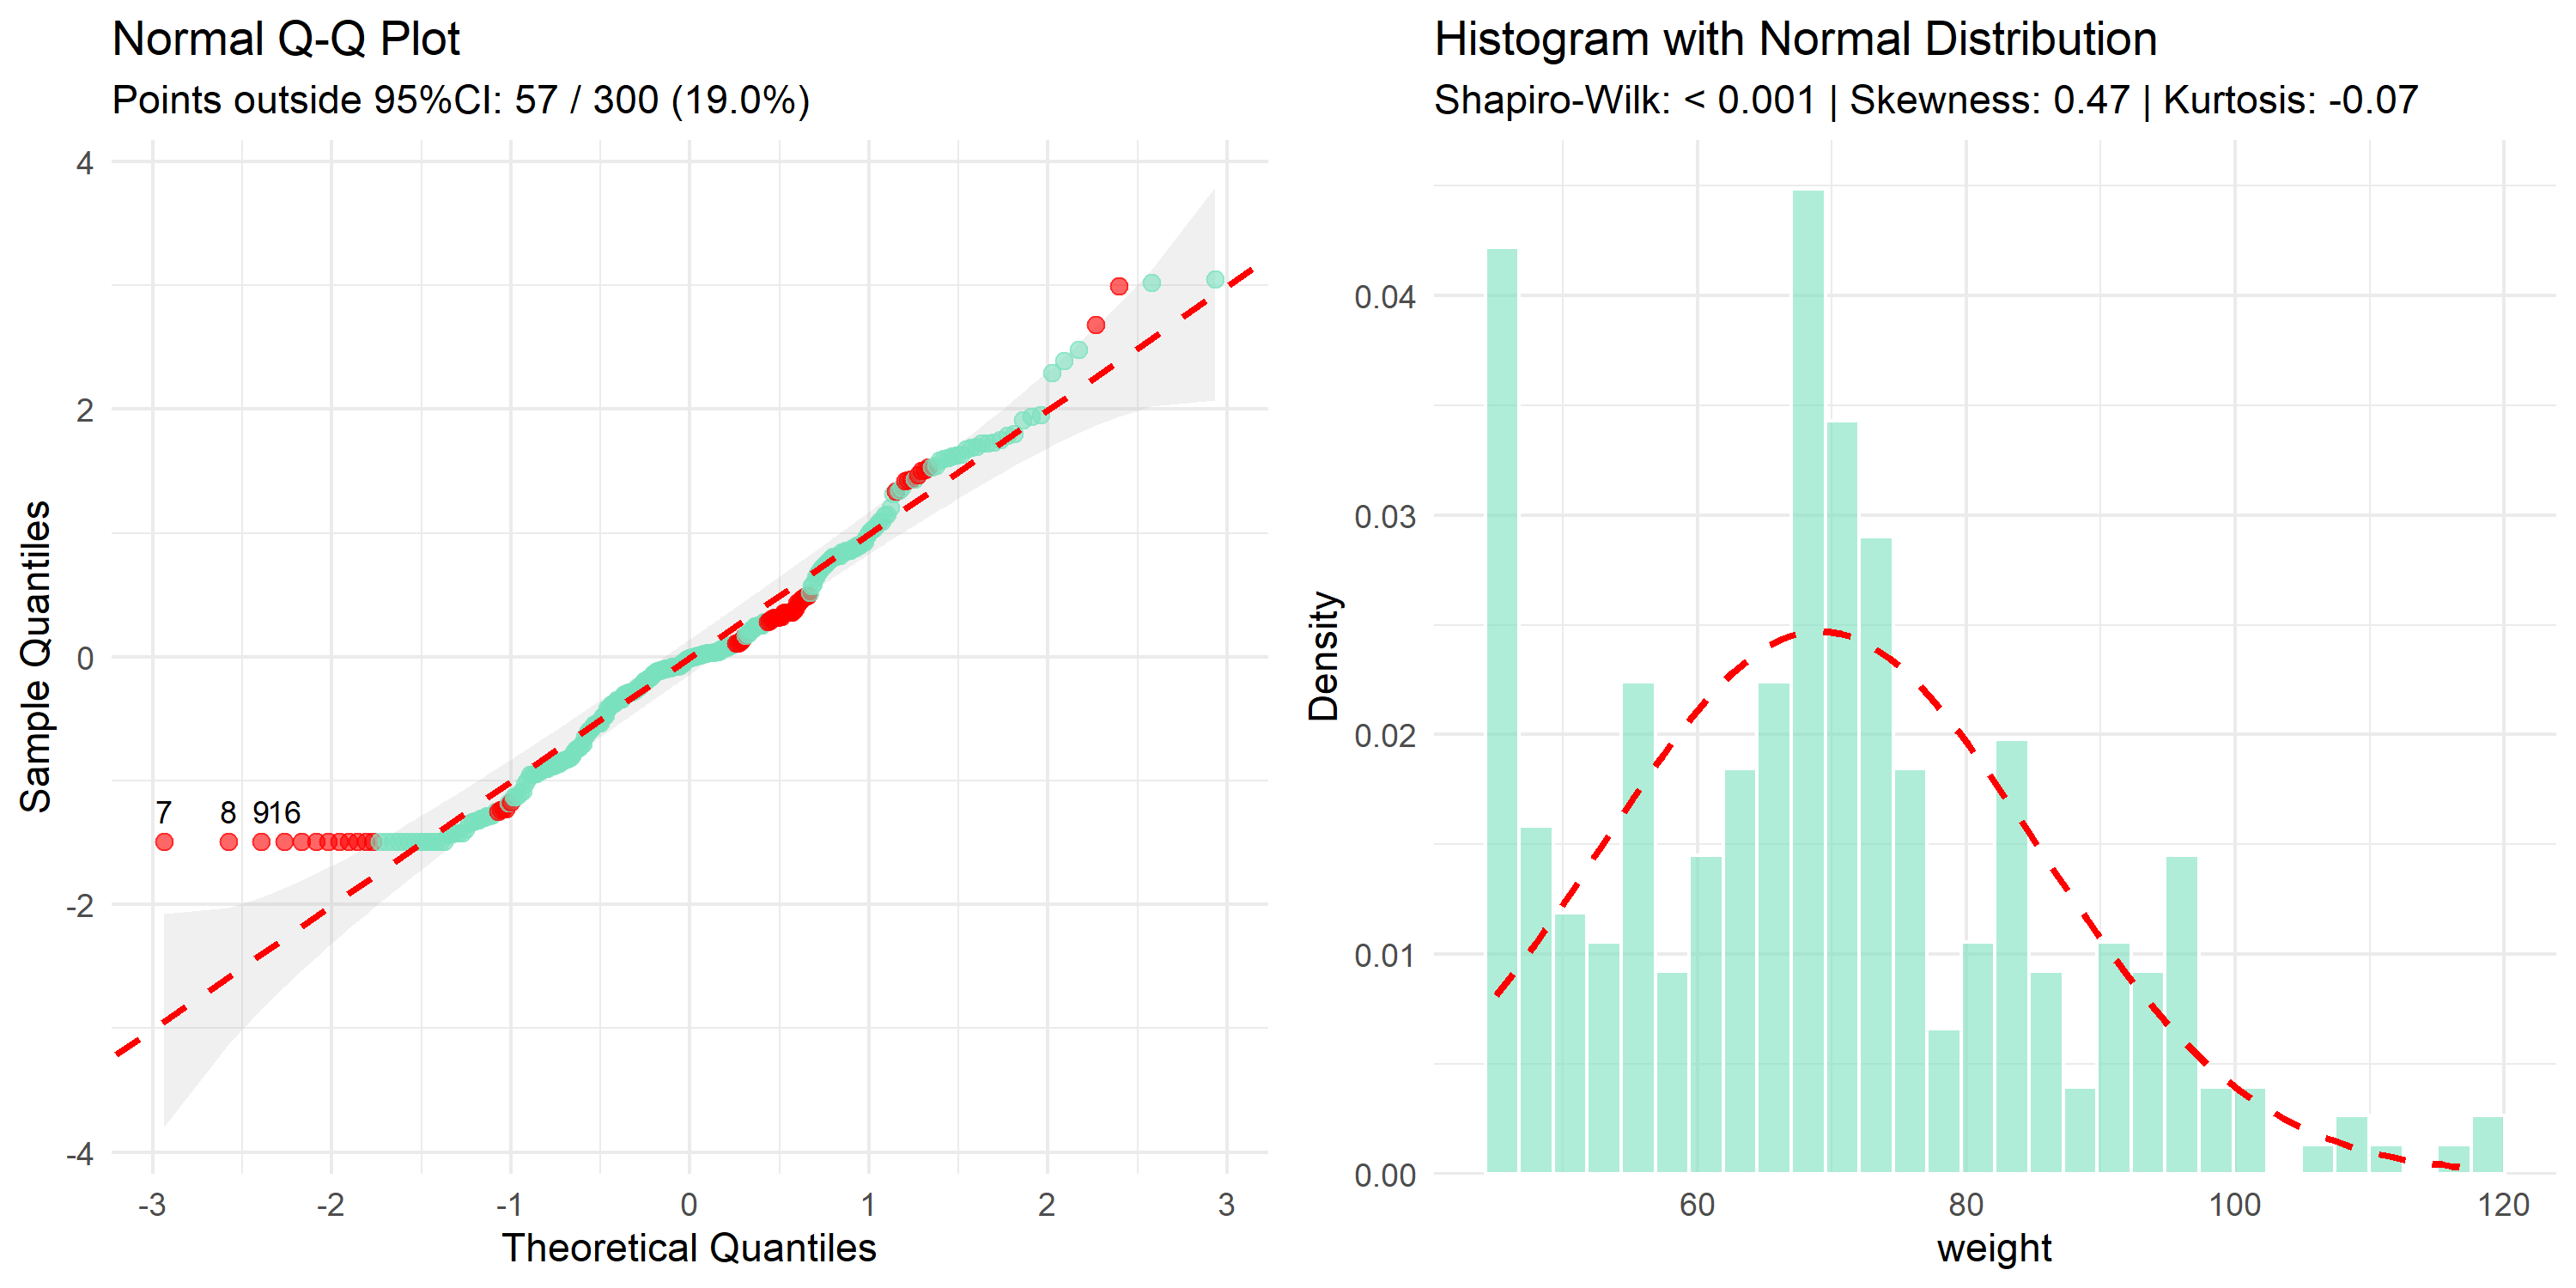 Normal Q-Q Plot
Points outside 95%CI: 57 / 300 (19.0%)
4
2
0
-2
-4
Sample Quantiles
7 8 9 16
-3 -2 -1 0 1 2 3
Theoretical Quantiles
Histogram with Normal Distribution
Shapiro-Wilk: < 0.001 | Skewness: 0.47 | Kurtosis: -0.07
0.04
0.03
0.02
0.01
0.00
Density
60 80 100 120
weight